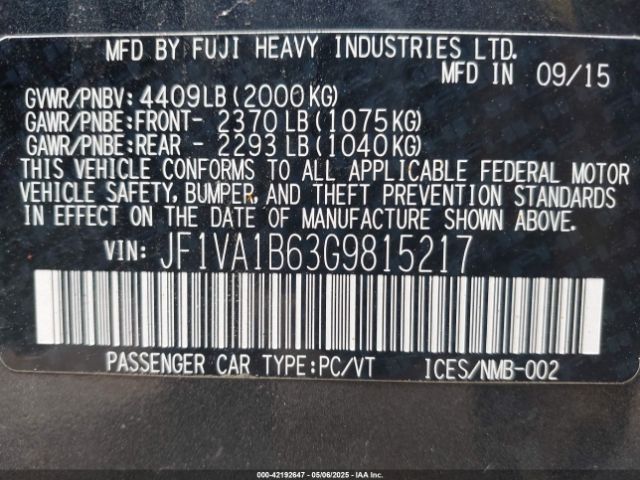 MFD BY FUJI HEAVY INDUSTRIES LTD.
MFD IN 09/15
GVWR/PNBV: 4409LB (2000KG)
GAWR/PNBE:FRONT- 2370 LB (1075KG)
GAWR/PNBE:REAR - 2293 LB (1040KG)
THIS VEHICLE CONFORMS TO ALL APPLICABLE FEDERAL MOTOR
VEHICLE SAFETY, BUMPER, AND THEFT PREVENTION STANDARDS
IN EFFECT ON THE DATE OF MANUFACTURE SHOWN ABOVE.
VIN: JF1VA1B63G9815217
PASSENGER CAR TYPE:PC/VT ICES/NMB-002
000-42192647 - 05/06/2025 - IAA Inc.